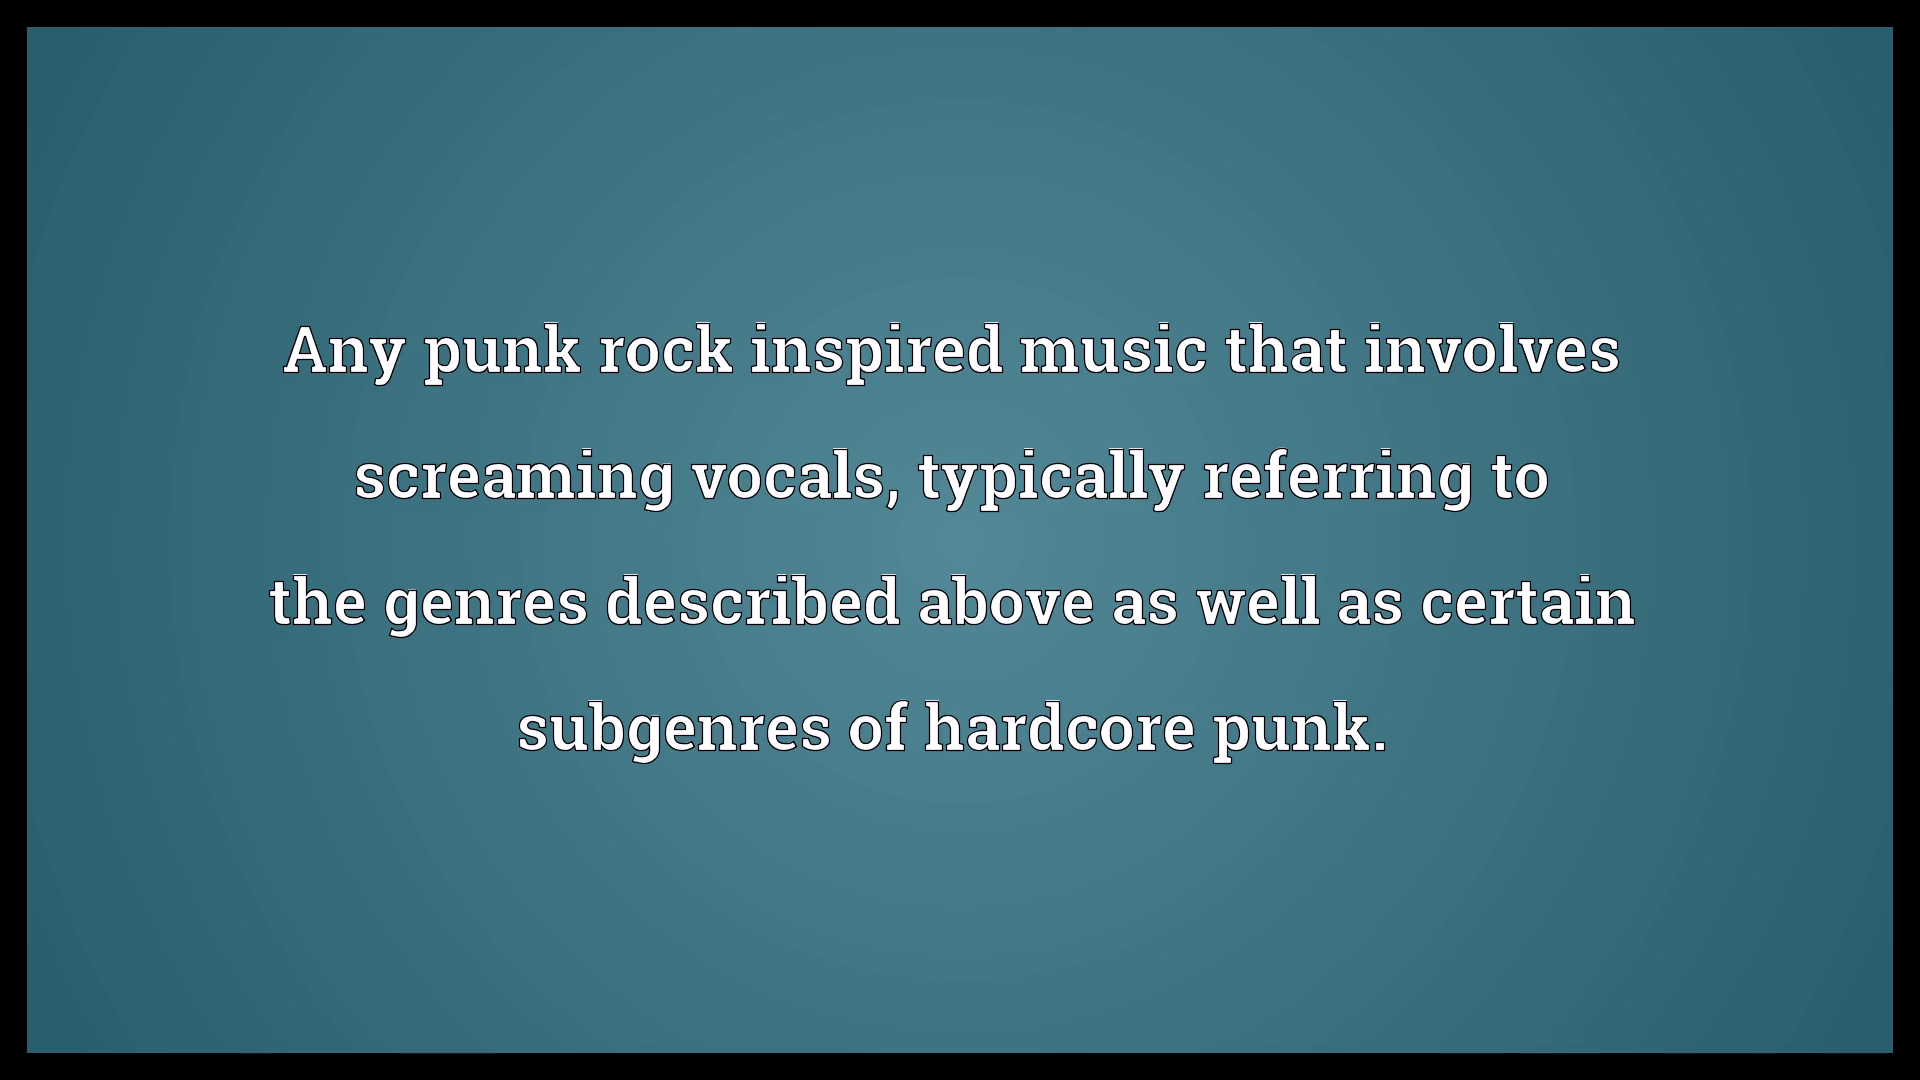 Any punk rock inspired music that involves
screaming vocals, typically referring to
the genres described above as well as certain
subgenres of hardcore punk.